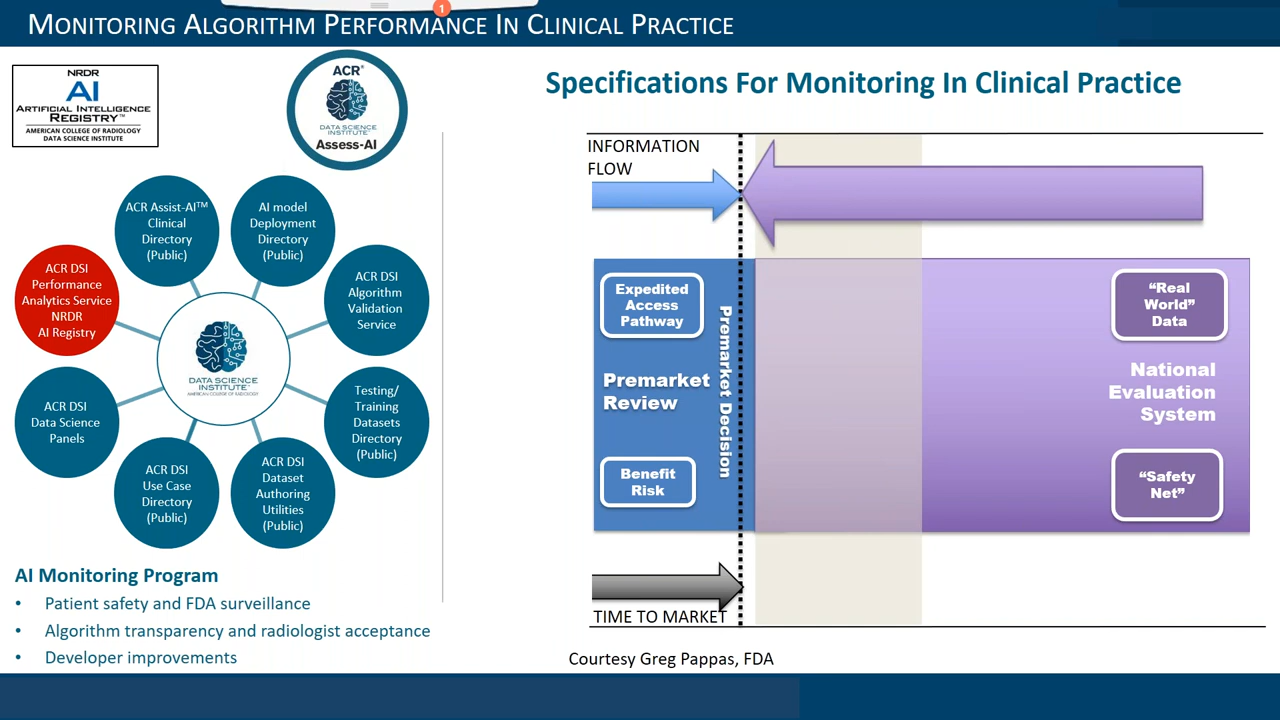 1
MONITORING ALGORITHM PERFORMANCE IN CLINICAL PRACTICE
NRDR
AI
ARTIFICIAL INTELLIGENCE
REGISTRY™
AMERICAN COLLEGE OF RADIOLOGY
DATA SCIENCE INSTITUTE
ACR®
DATA SCIENCE
INSTITUTE™
Assess-AI
ACR Assist-AI™
Clinical
Directory
(Public)
AI model
Deployment
Directory
(Public)
ACR DSI
Performance
Analytics Service
NRDR
AI Registry
ACR DSI
Algorithm
Validation
Service
DATA SCIENCE
INSTITUTE™
AMERICAN COLLEGE OF RADIOLOGY
ACR DSI
Data Science
Panels
Testing/
Training
Datasets
Directory
(Public)
ACR DSI
Use Case
Directory
(Public)
ACR DSI
Dataset
Authoring
Utilities
(Public)
AI Monitoring Program
• Patient safety and FDA surveillance
• Algorithm transparency and radiologist acceptance
• Developer improvements
Specifications For Monitoring In Clinical Practice
INFORMATION
FLOW
Expedited
Access
Pathway
Premarket
Review
Benefit
Risk
Premarket Decision
"Real
World"
Data
National
Evaluation
System
"Safety
Net"
TIME TO MARKET
Courtesy Greg Pappas, FDA